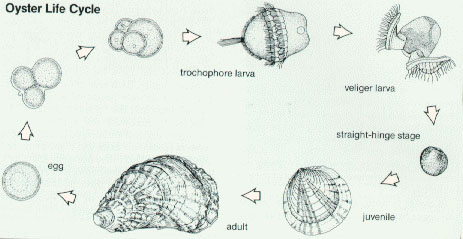 Oyster Life Cycle
trochophore larva
veliger larva
straight-hinge stage
egg
juvenile
adult